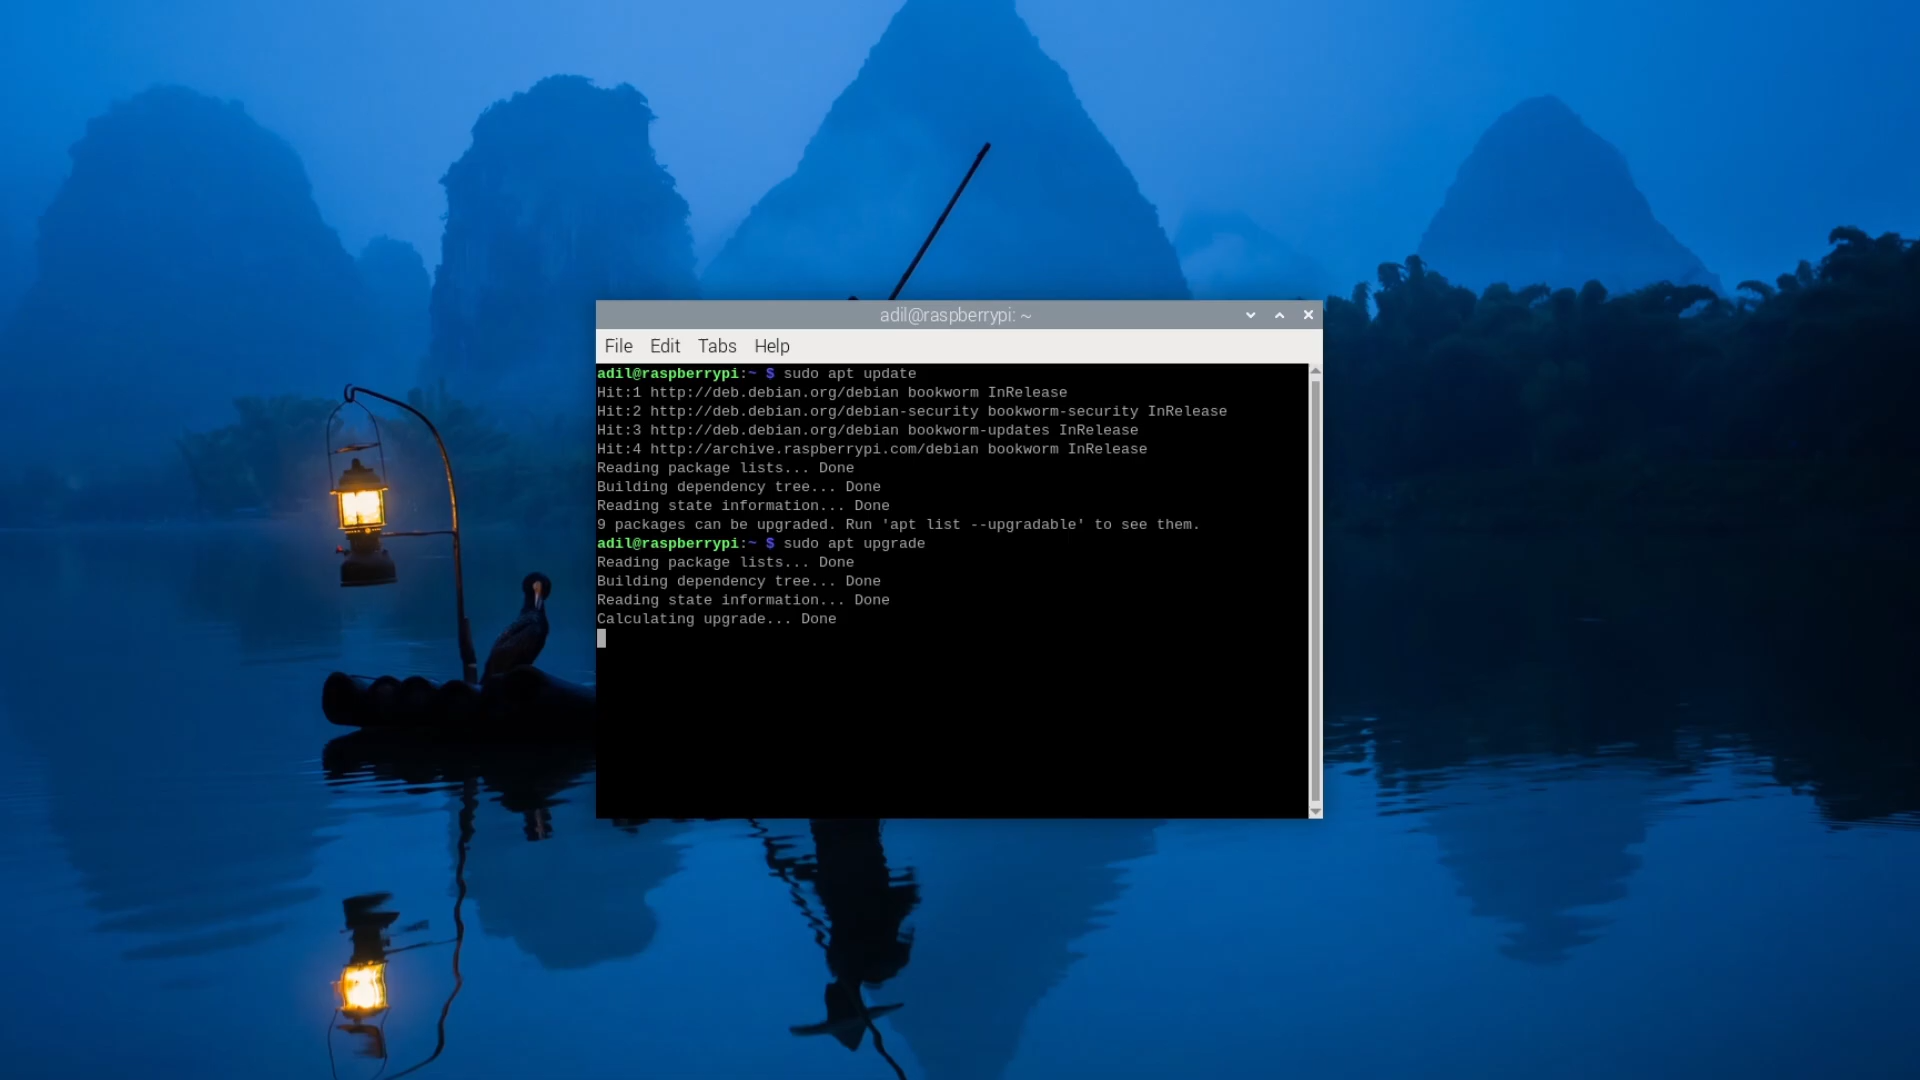 adil@raspberrypi: ~
File Edit Tabs Help
adil@raspberrypi:~ $ sudo apt update
Hit:1 http://deb.debian.org/debian bookworm InRelease
Hit:2 http://deb.debian.org/debian-security bookworm-security InRelease
Hit:3 http://deb.debian.org/debian bookworm-updates InRelease
Hit:4 http://archive.raspberrypi.com/debian bookworm InRelease
Reading package lists... Done
Building dependency tree... Done
Reading state information... Done
9 packages can be upgraded. Run 'apt list --upgradable' to see them.
adil@raspberrypi:~ $ sudo apt upgrade
Reading package lists... Done
Building dependency tree... Done
Reading state information... Done
Calculating upgrade... Done